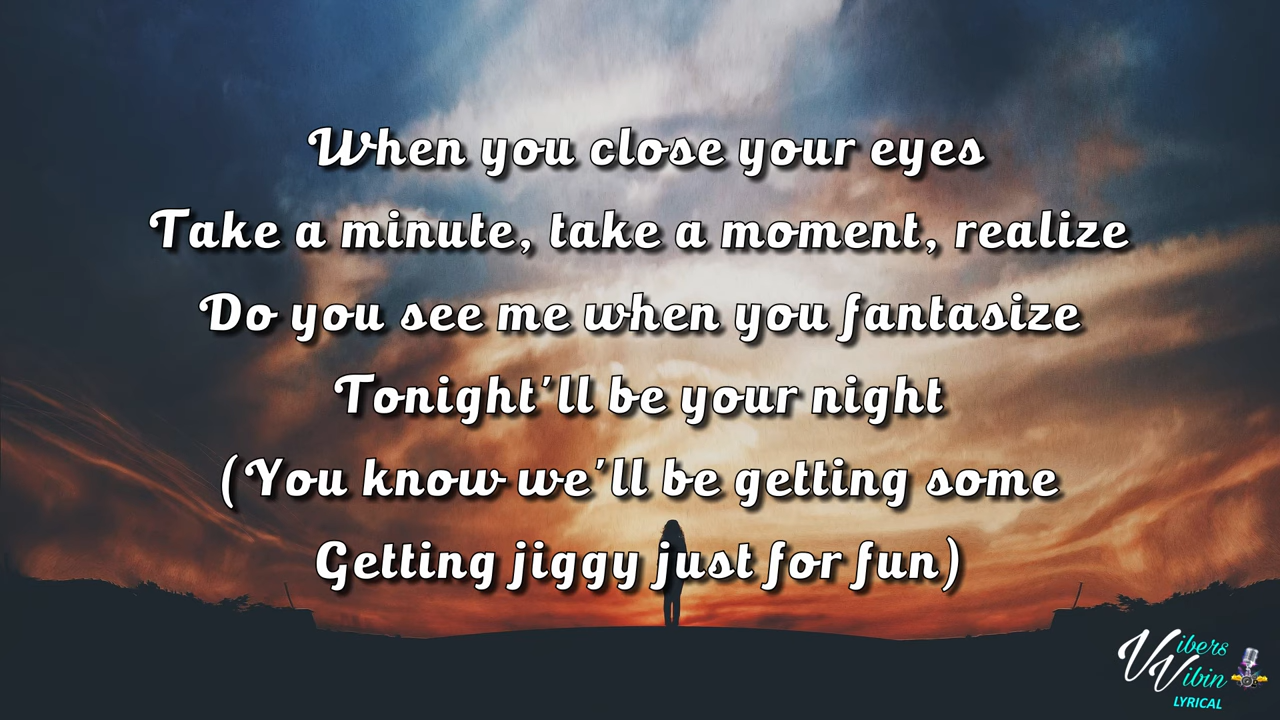 When you close your eyes
Take a minute, take a moment, realize
Do you see me when you fantasize
Tonight'll be your night
(You know we'll be getting some
Getting jiggy just for fun)
Vibers
Vibin
LYRICAL